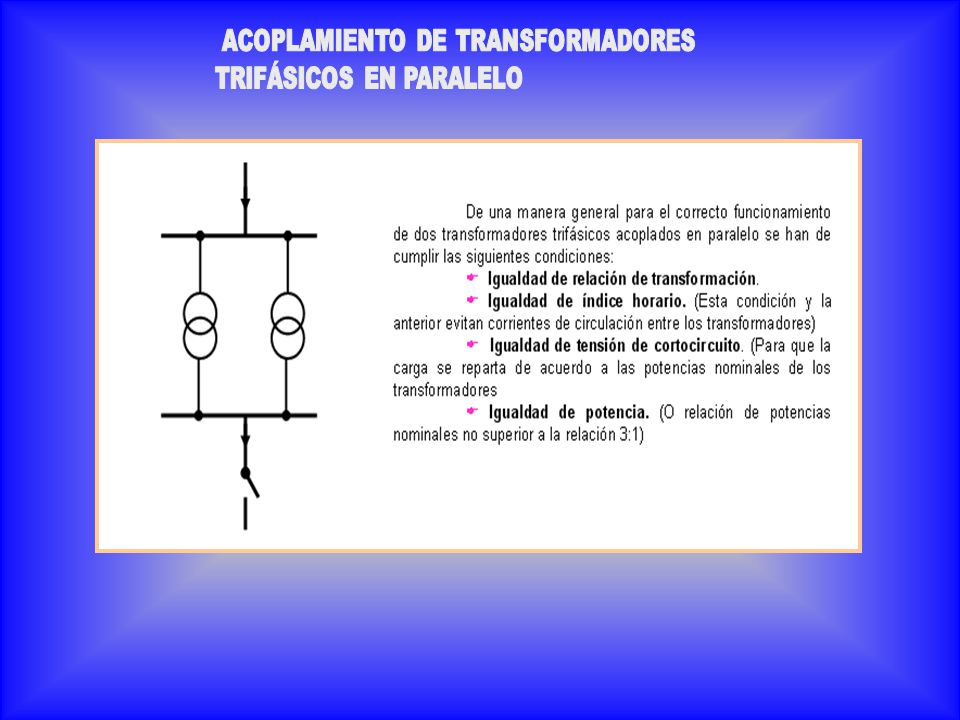 ACOPLAMIENTO DE TRANSFORMADORES
TRIFÁSICOS EN PARALELO
De una manera general para el correcto funcionamiento
de dos transformadores trifásicos acoplados en paralelo se han de
cumplir las siguientes condiciones:
Igualdad de relación de transformación.
Igualdad de índice horario. (Esta condición y la
anterior evitan corrientes de circulación entre los transformadores)
Igualdad de tensión de cortocircuito. (Para que la
carga se reparta de acuerdo a las potencias nominales de los
transformadores
Igualdad de potencia. (O relación de potencias
nominales no superior a la relación 3:1)